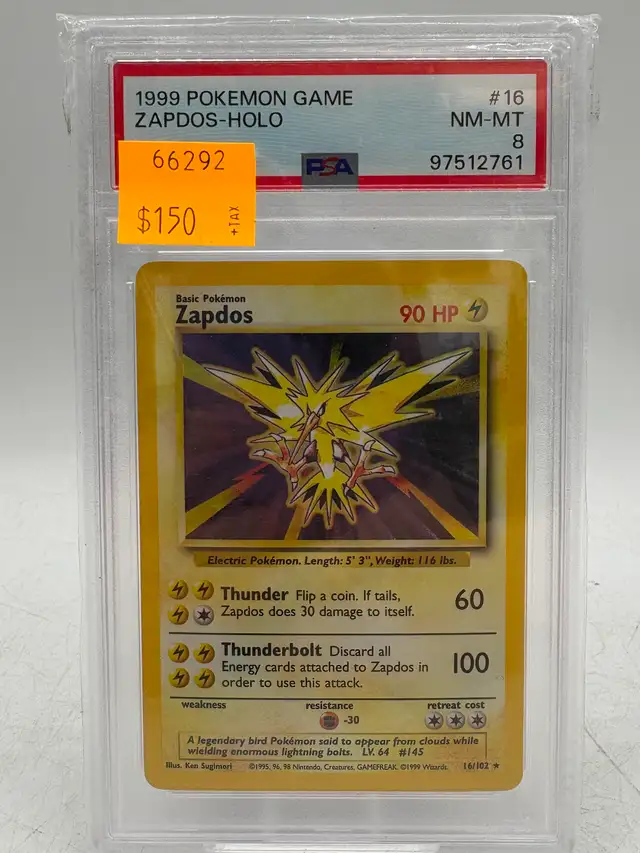 1999 POKEMON GAME #16
ZAPDOS-HOLO NM-MT
8
PSA 97512761
66292
$150 +TAX
Basic Pokémon
Zapdos 90 HP
Electric Pokémon. Length: 5' 3", Weight: 116 lbs.
Thunder Flip a coin. If tails,
Zapdos does 30 damage to itself.
60
Thunderbolt Discard all
Energy cards attached to Zapdos in
order to use this attack.
100
weakness resistance retreat cost
-30
A legendary bird Pokémon said to appear from clouds while
wielding enormous lightning bolts. LV. 64 #145
Illus. Ken Sugimori ©1995, 96, 98 Nintendo, Creatures, GAMEFREAK. ©1999 Wizards. 16/102 ★